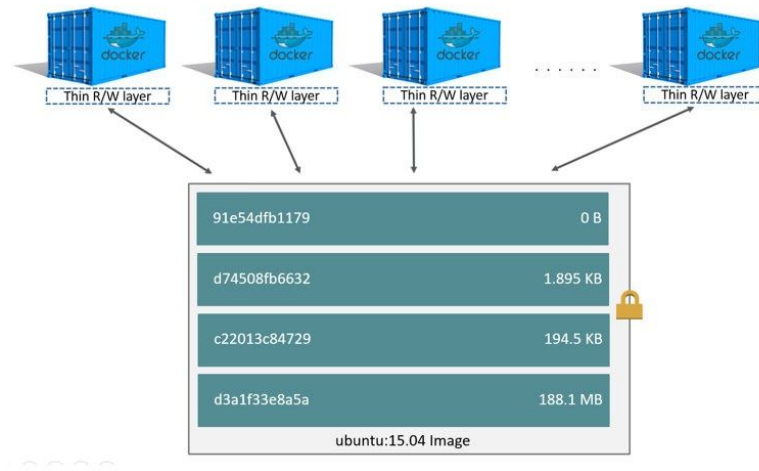 docker
docker
docker
docker
. . . . . .
Thin R/W layer
Thin R/W layer
Thin R/W layer
Thin R/W layer
91e54dfb1179 0 B
d74508fb6632 1.895 KB
c22013c84729 194.5 KB
d3a1f33e8a5a 188.1 MB
ubuntu:15.04 Image